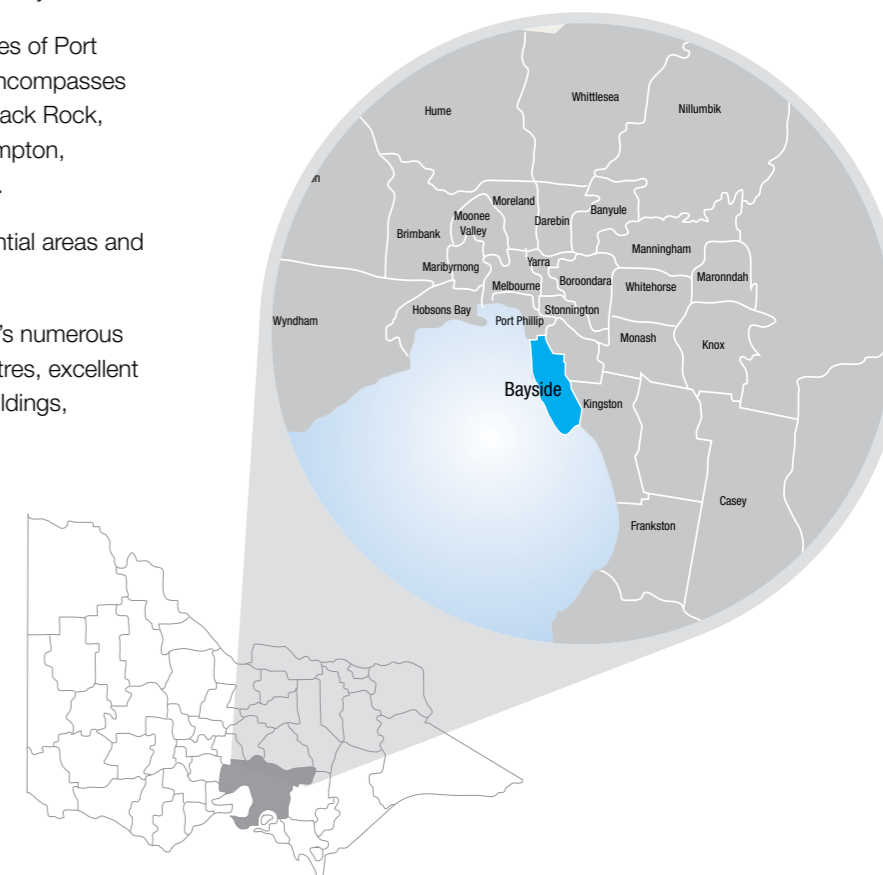 es of Port
ncompasses
ack Rock,
mpton,
ntial areas and
's numerous
tres, excellent
ldings,
Hume
Whittlesea
Nillumbik
Moreland
Banyule
Moonee
Valley
Darebin
Brimbank
Manningham
Maribyrnong
Yarra
Boroondara
Maronndah
Melbourne
Whitehorse
Hobsons Bay
Stonnington
Wyndham
Port Phillip
Monash
Knox
Bayside
Kingston
Casey
Frankston